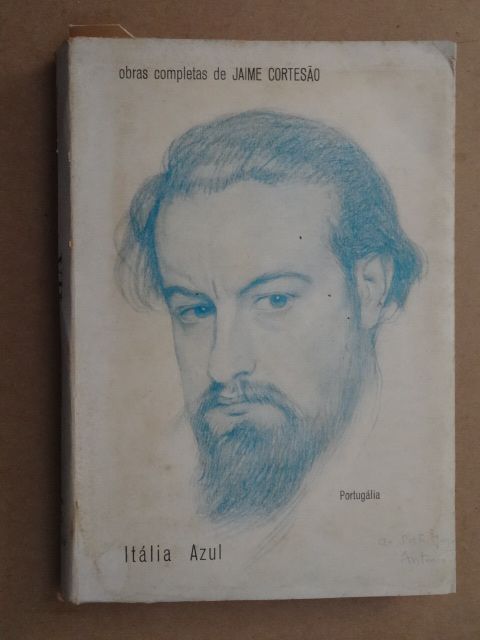 obras completas de JAIME CORTESÃO
Portugália
Itália Azul